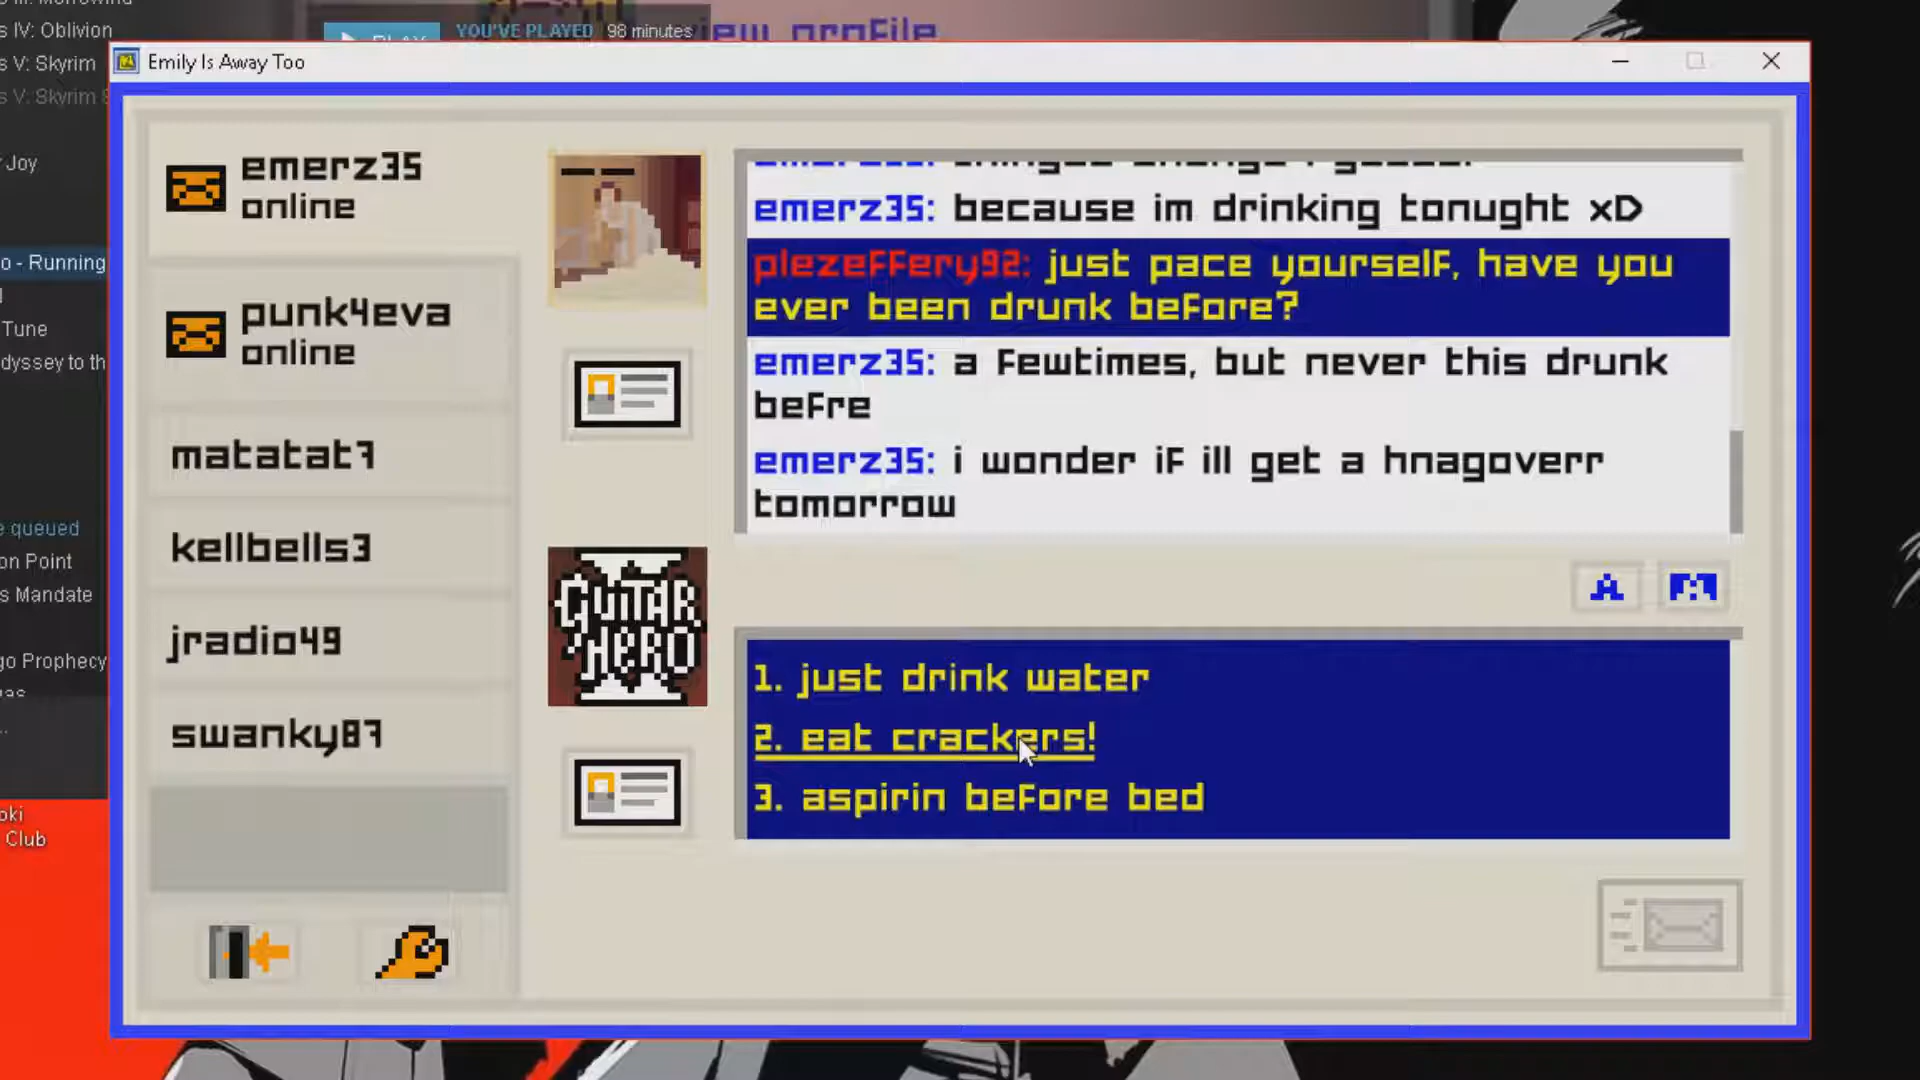 s IV: Oblivion
YOU'VE PLAYED 98 minutes
view profile
s V: Skyrim
s V: Skyrim S
Emily Is Away Too
Joy
o - Running
Tune
dyssey to th
e queued
on Point
s Mandate
go Prophecy
oki
Club
emerz35
online
punk4eva
online
matatat7
kellbells3
jradio49
swanky87
GUITAR
HERO
emerz35: because im drinking tonught xD
plezeffery92: just pace yourself, have you
ever been drunk before?
emerz35: a fewtimes, but never this drunk
befre
emerz35: i wonder if ill get a hnagoverr
tomorrow
A
1. just drink water
2. eat crackers!
3. aspirin before bed